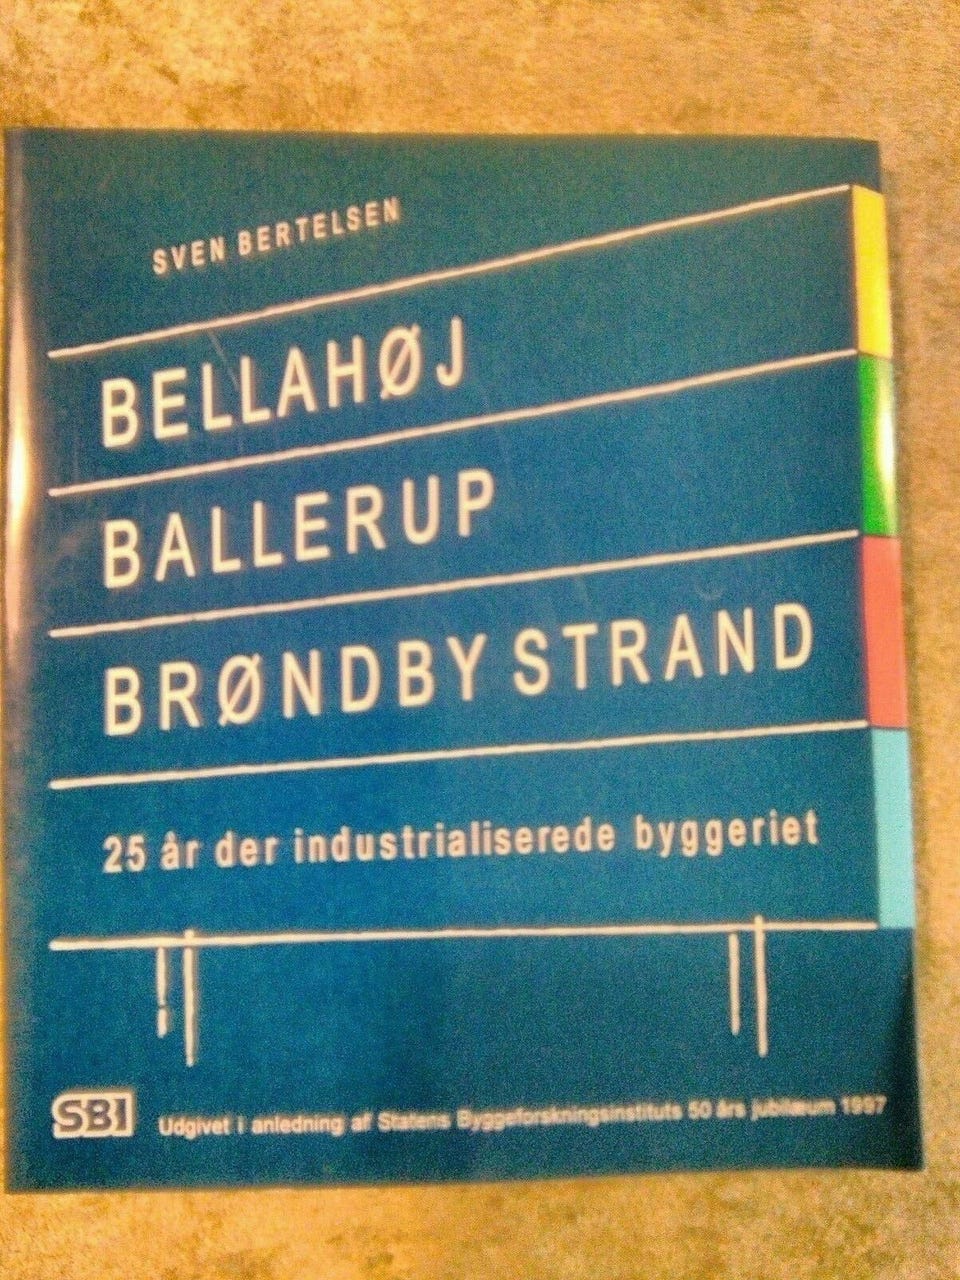 SVEN BERTELSEN
BELLAHØJ
BALLERUP
BRØNDBY STRAND
25 år der industrialiserede byggeriet
SBI
Udgivet i anledning af Statens Byggeforskningsinstituts 50 års jubilæum 1997